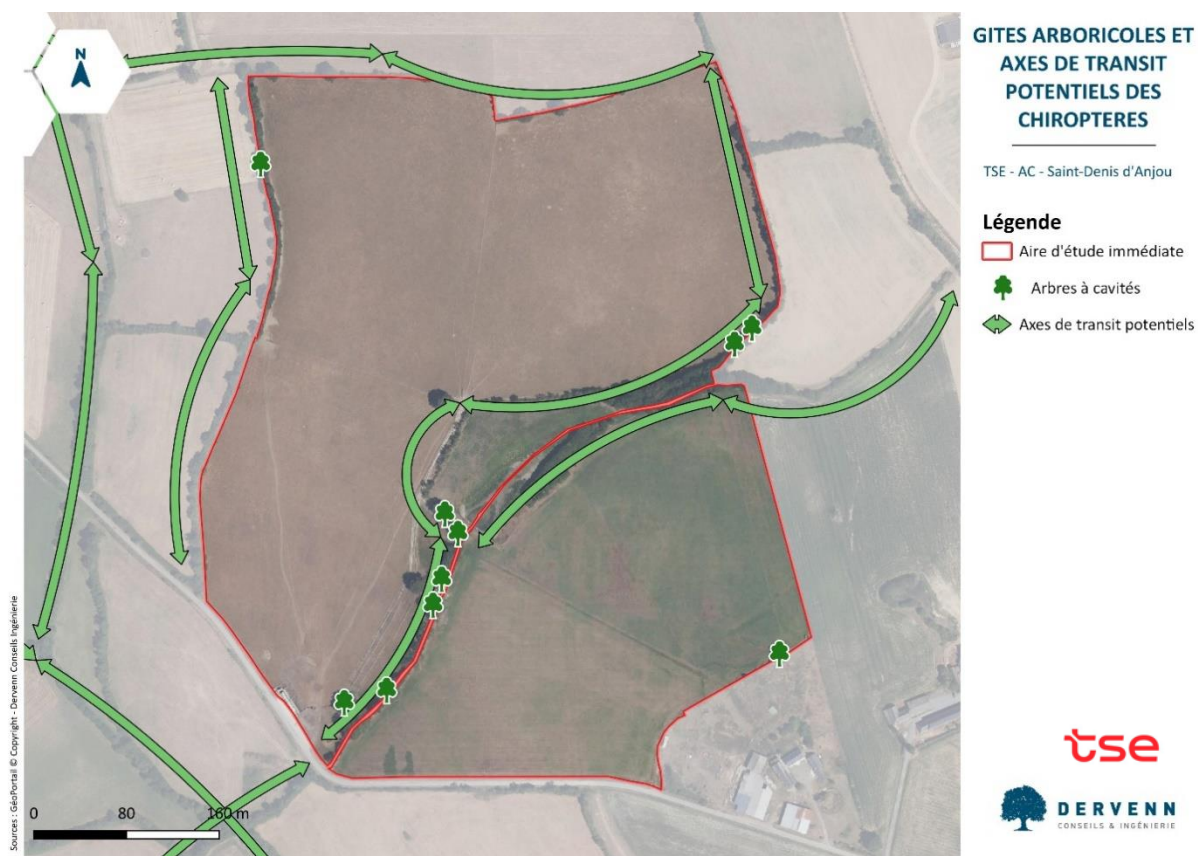 N
GITES ARBORICOLES ET
AXES DE TRANSIT
POTENTIELS DES
CHIROPTERES
TSE - AC - Saint-Denis d'Anjou
Légende
Aire d'étude immédiate
Arbres à cavités
Axes de transit potentiels
Sources : GéoPortail © Copyright - Dervenn Conseils Ingénierie
0 80 160 m
tse
DERVENN
CONSEILS & INGÉNIERIE